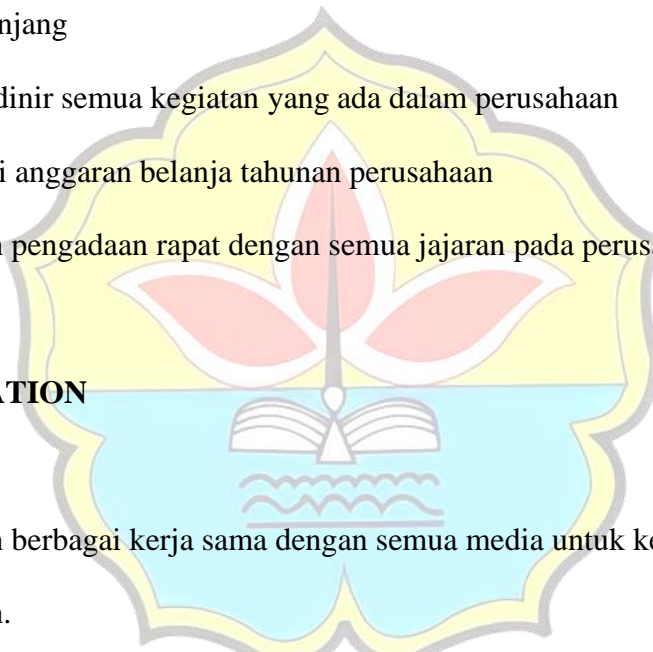 njang
dinir semua kegiatan yang ada dalam perusahaan
i anggaran belanja tahunan perusahaan
n pengadaan rapat dengan semua jajaran pada perusa
ATION
n berbagai kerja sama dengan semua media untuk ke
n.